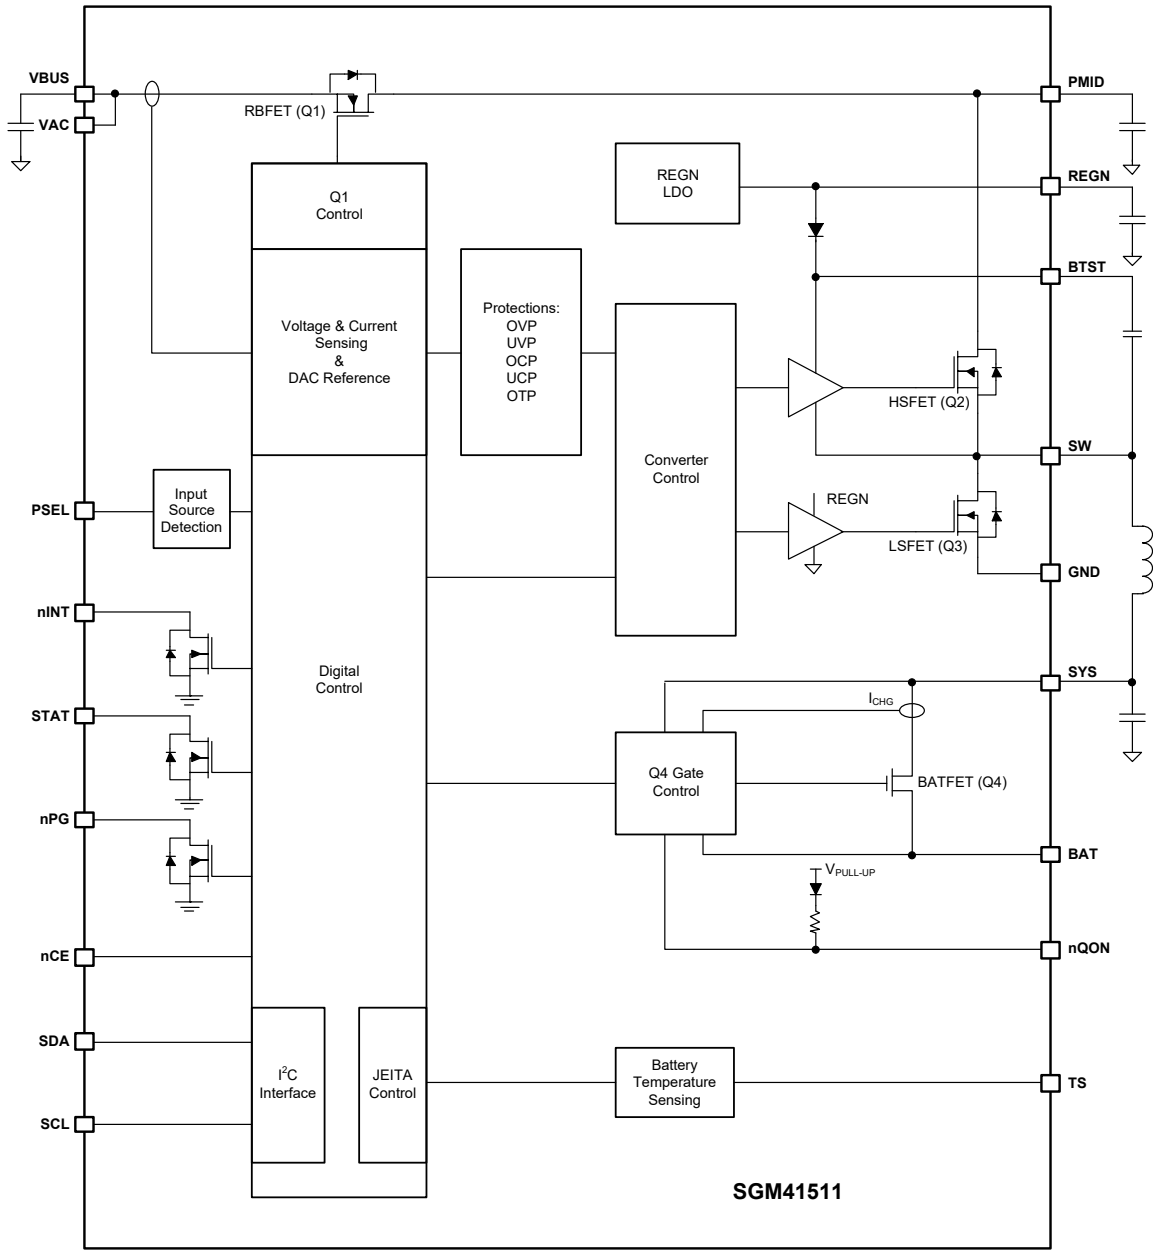 VBUS
VAC
RBFET (Q1)
PMID
REGN
BTST
Q1
Control
REGN
LDO
Voltage & Current
Sensing
&
DAC Reference
Protections:
OVP
UVP
OCP
UCP
OTP
HSFET (Q2)
SW
Converter
Control
PSEL
Input
Source
Detection
REGN
LSFET (Q3)
GND
nINT
Digital
Control
SYS
I_CHG
STAT
Q4 Gate
Control
BATFET (Q4)
nPG
BAT
V_PULL-UP
nCE
nQON
SDA
I²C
Interface
JEITA
Control
Battery
Temperature
Sensing
TS
SCL
SGM41511